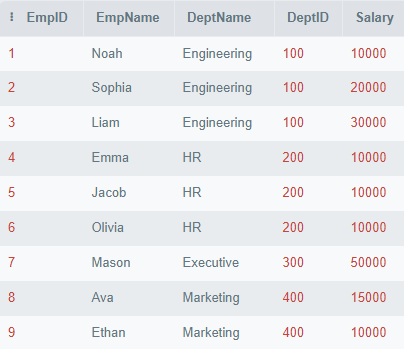 EmpID EmpName DeptName DeptID Salary
1 Noah Engineering 100 10000
2 Sophia Engineering 100 20000
3 Liam Engineering 100 30000
4 Emma HR 200 10000
5 Jacob HR 200 10000
6 Olivia HR 200 10000
7 Mason Executive 300 50000
8 Ava Marketing 400 15000
9 Ethan Marketing 400 10000